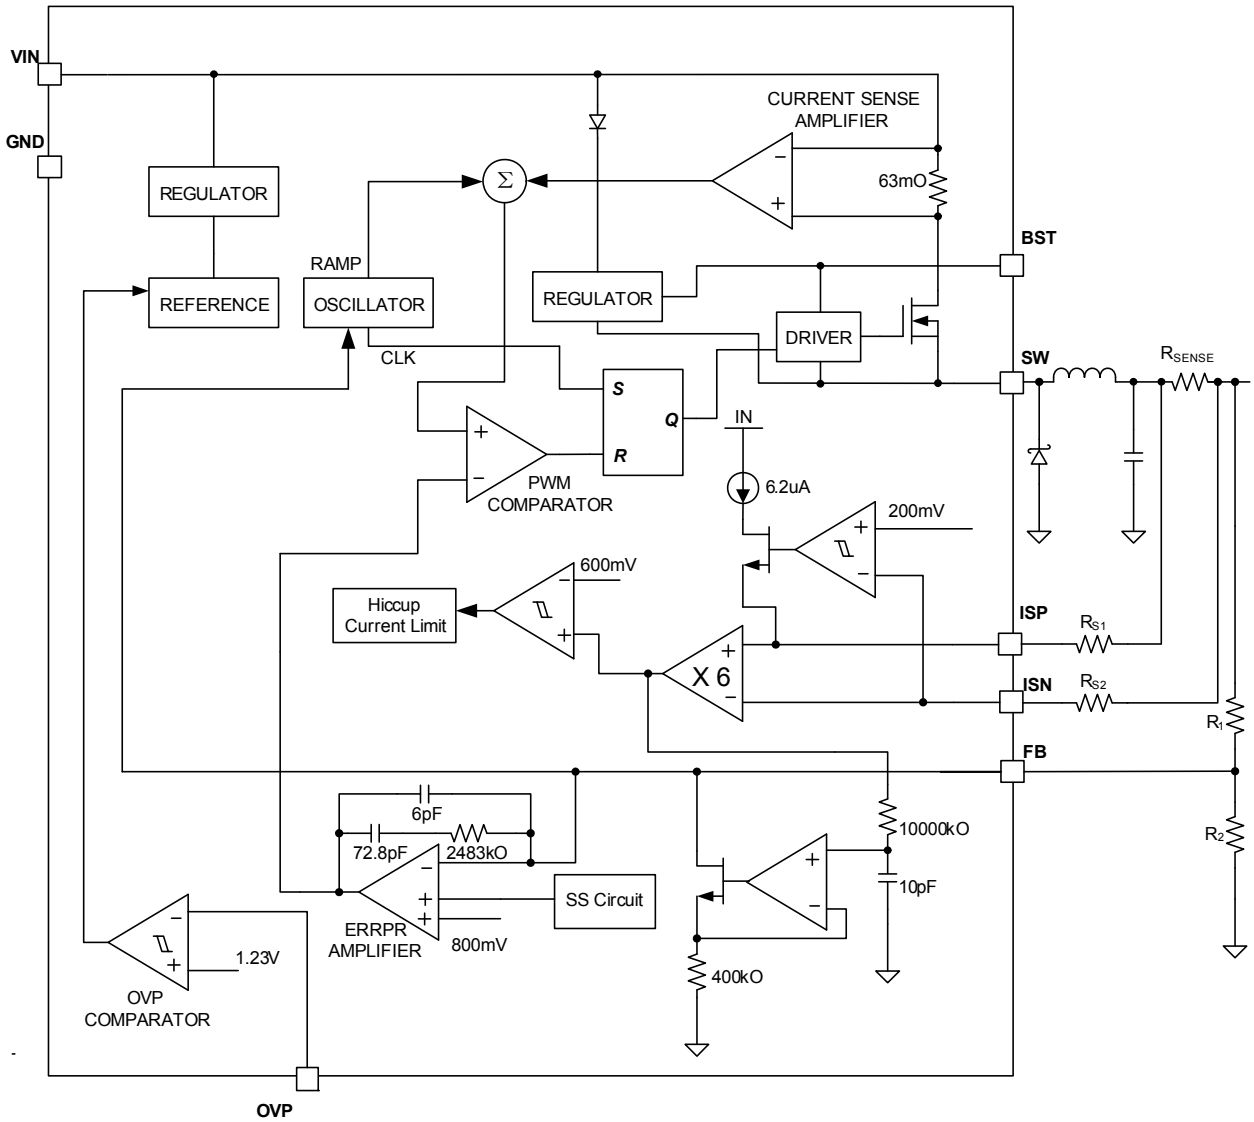 VIN
CURRENT SENSE
AMPLIFIER
GND
−
Σ
63mO
REGULATOR
+
BST
RAMP
REFERENCE
OSCILLATOR
REGULATOR
DRIVER
CLK
SW
RSENSE
S
IN
Q
+
R
−
PWM
COMPARATOR
6.2uA
200mV
+
−
600mV
−
Hiccup
Current Limit
+
ISP
RS1
+
X 6
−
ISN
RS2
R1
FB
6pF
10000kO
72.8pF
2483kO
R2
−
+
10pF
SS Circuit
+
−
+
800mV
ERRPR
AMPLIFIER
−
1.23V
+
400kO
OVP
COMPARATOR
-
OVP